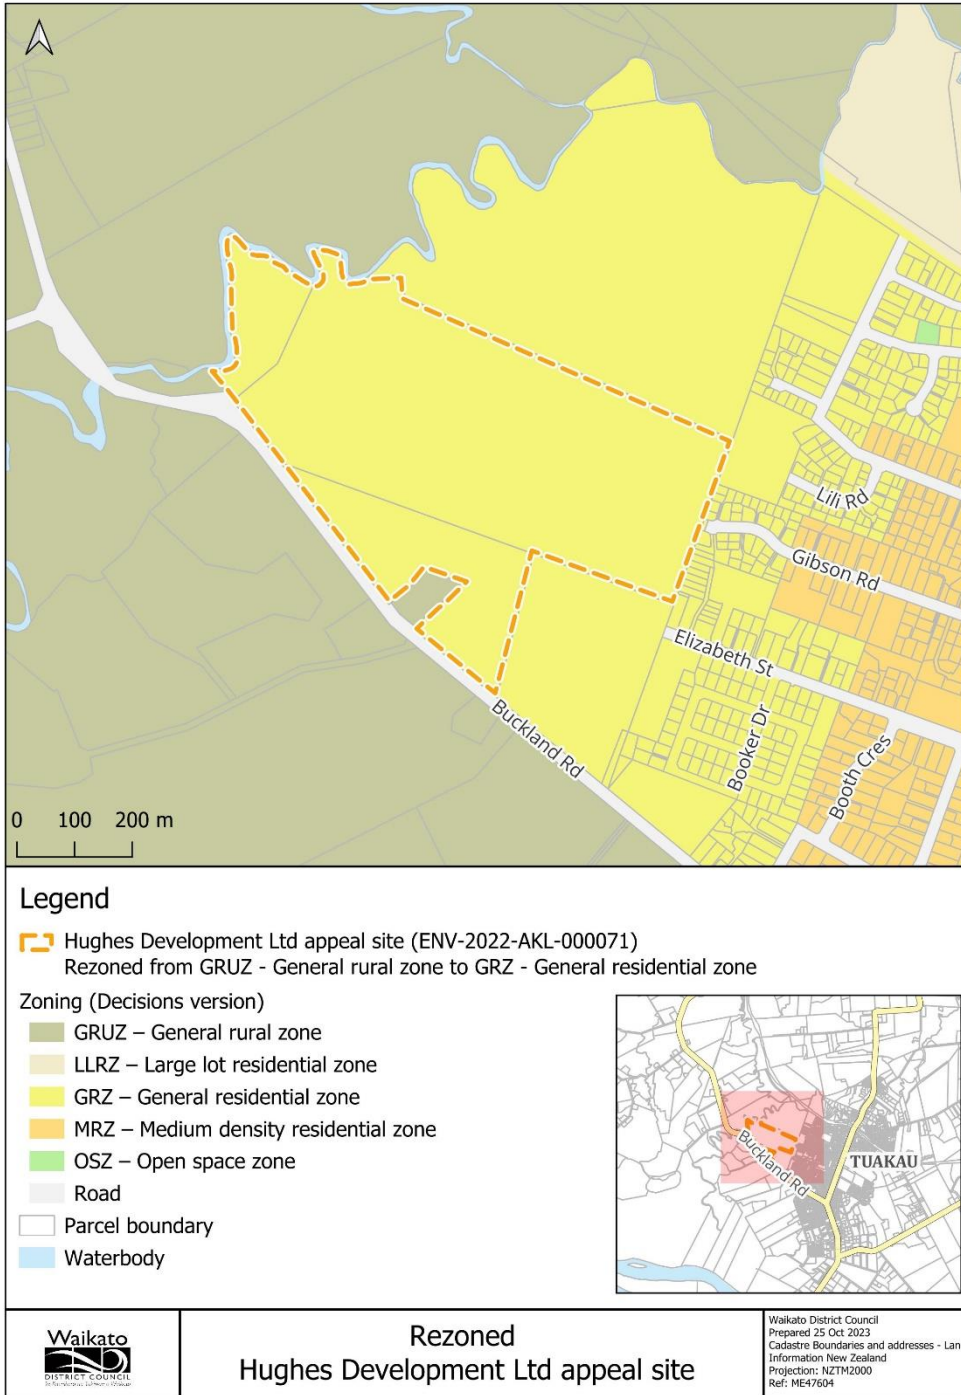 Lili Rd
Gibson Rd
Elizabeth St
Buckland Rd
Booker Dr
Booth Cres
0 100 200 m
Legend
Hughes Development Ltd appeal site (ENV-2022-AKL-000071)
Rezoned from GRUZ - General rural zone to GRZ - General residential zone
Zoning (Decisions version)
GRUZ – General rural zone
LLRZ – Large lot residential zone
GRZ – General residential zone
MRZ – Medium density residential zone
OSZ – Open space zone
Road
Parcel boundary
Waterbody
Buckland Rd
TUAKAU
Waikato
DISTRICT COUNCIL
Rezoned
Hughes Development Ltd appeal site
Waikato District Council
Prepared 25 Oct 2023
Cadastre Boundaries and addresses - Lan
Information New Zealand
Projection: NZTM2000
Ref: ME47604